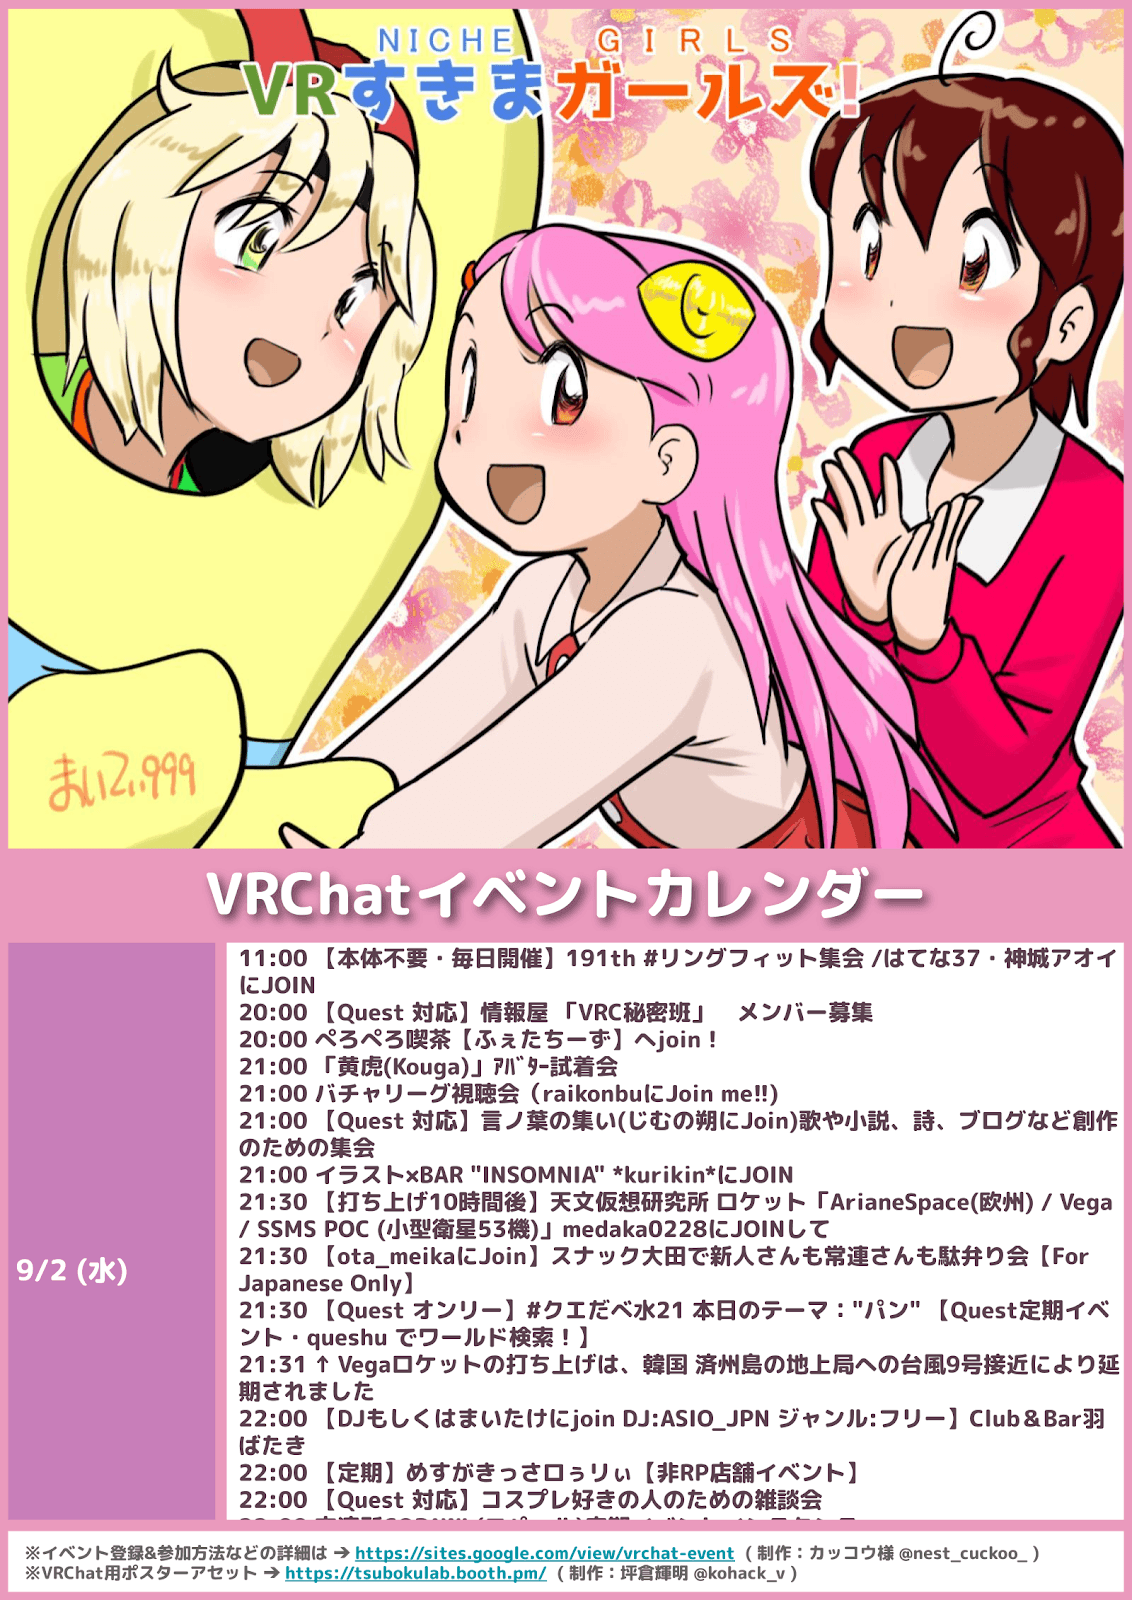 NICHE GIRLS
VRすきまガールズ!
まいてぃ999
VRChatイベントカレンダー
9/2 (水)
11:00 【本体不要・毎日開催】191th #リングフィット集会 /はてな37・神城アオイ
にJOIN
20:00 【Quest 対応】情報屋 「VRC秘密班」　メンバー募集
20:00 ぺろぺろ喫茶【ふぇたちーず】へjoin！
21:00 「黄虎(Kouga)」ｱﾊﾞﾀｰ試着会
21:00 バチャリーグ視聴会（raikonbuにJoin me!!)
21:00 【Quest 対応】言ノ葉の集い(じむの朔にJoin)歌や小説、詩、ブログなど創作
のための集会
21:00 イラスト×BAR "INSOMNIA" *kurikin*にJOIN
21:30 【打ち上げ10時間後】天文仮想研究所 ロケット「ArianeSpace(欧州) / Vega
/ SSMS POC (小型衛星53機)」medaka0228にJOINして
21:30 【ota_meikaにJoin】スナック大田で新人さんも常連さんも駄弁り会【For
Japanese Only】
21:30 【Quest オンリー】#クエだべ水21 本日のテーマ："パン" 【Quest定期イベ
ント・queshu でワールド検索！】
21:31 ↑ Vegaロケットの打ち上げは、韓国 済州島の地上局への台風9号接近により延
期されました
22:00 【DJもしくはまいたけにjoin DJ:ASIO_JPN ジャンル:フリー】Club＆Bar羽
ばたき
22:00 【定期】めすがきっさロぅリぃ【非RP店舗イベント】
22:00 【Quest 対応】コスプレ好きの人のための雑談会
※イベント登録&参加方法などの詳細は ➔ https://sites.google.com/view/vrchat-event ( 制作：カッコウ様 @nest_cuckoo_ )
※VRChat用ポスターアセット ➔ https://tsubokulab.booth.pm/ ( 制作：坪倉輝明 @kohack_v )